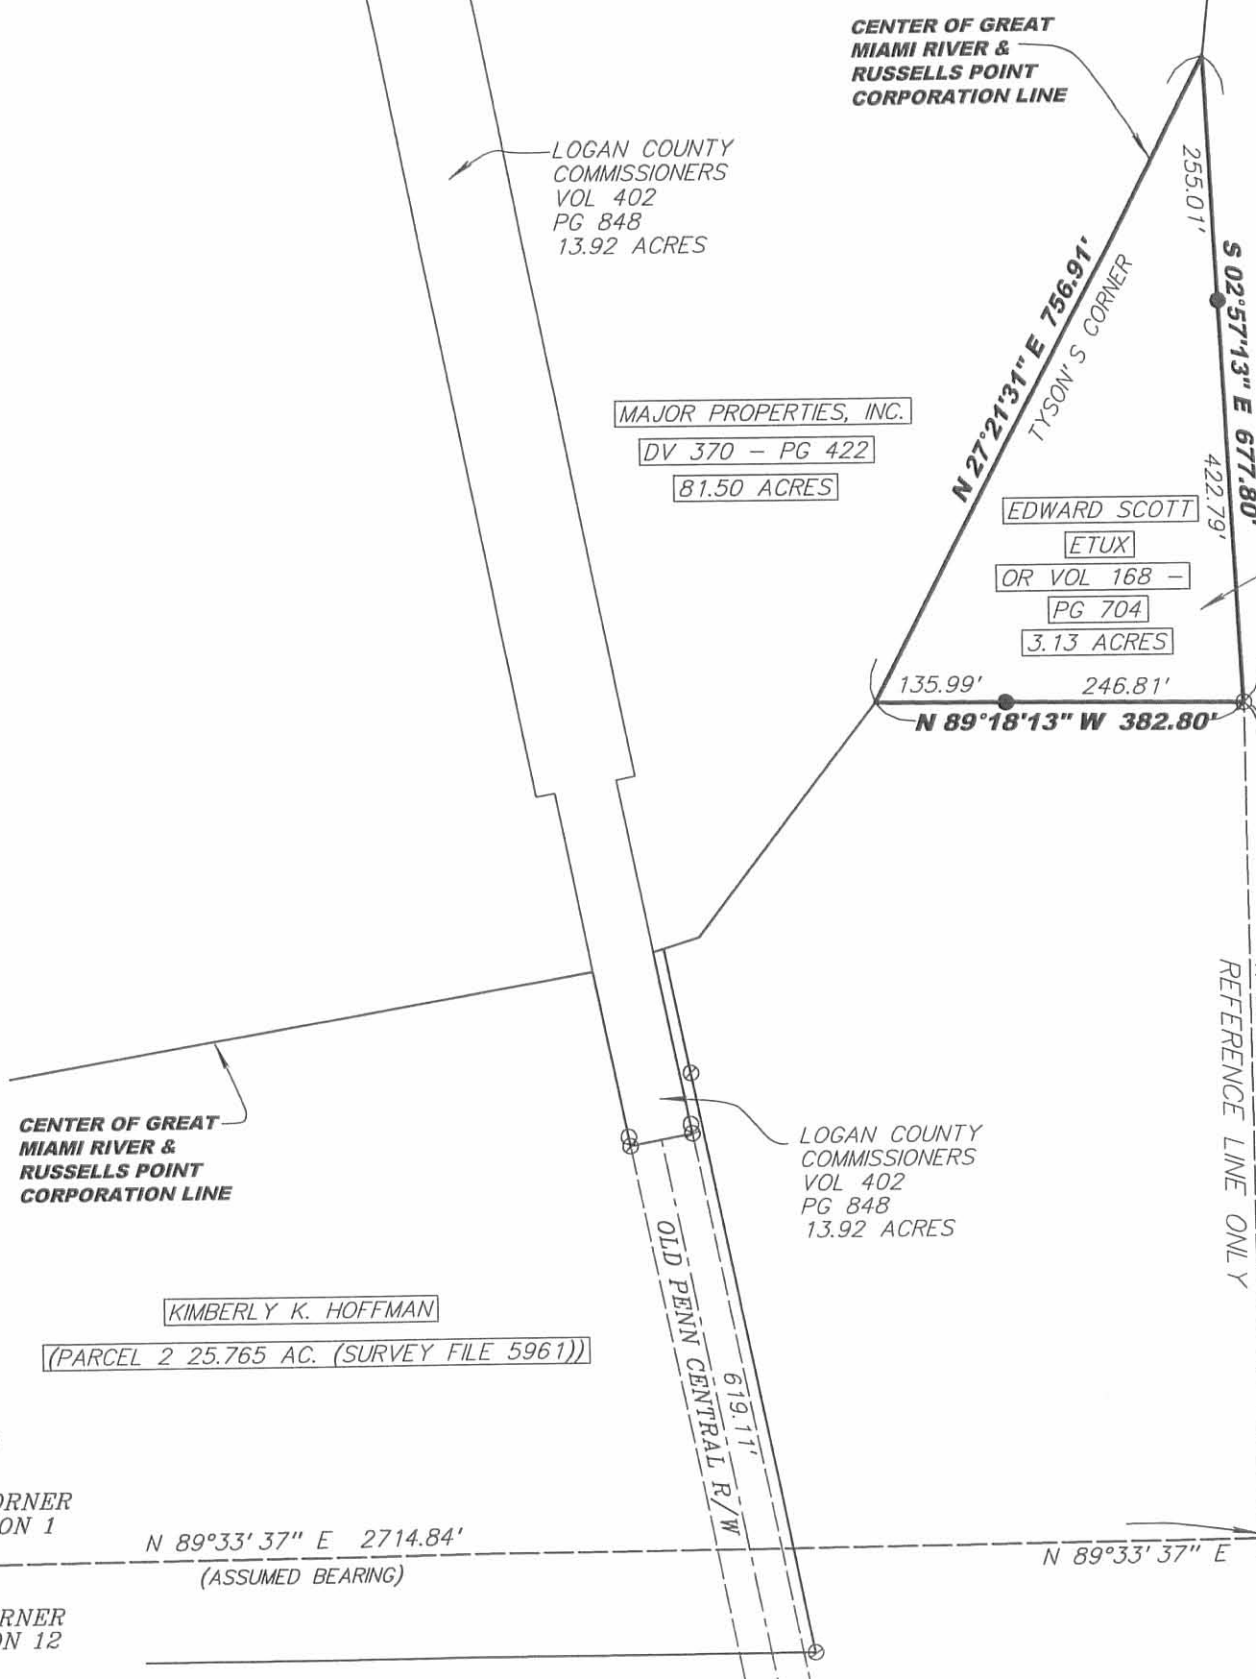 CENTER OF GREAT
MIAMI RIVER &
RUSSELLS POINT
CORPORATION LINE
LOGAN COUNTY
COMMISSIONERS
VOL 402
PG 848
13.92 ACRES
255.01'
S 02°57'13" E 677.80'
N 27°21'31" E 756.91'
TYSON'S CORNER
422.79'
MAJOR PROPERTIES, INC.
DV 370 - PG 422
81.50 ACRES
EDWARD SCOTT
ETUX
OR VOL 168 -
PG 704
3.13 ACRES
135.99'
246.81'
N 89°18'13" W 382.80'
REFERENCE LINE ONLY
CENTER OF GREAT
MIAMI RIVER &
RUSSELLS POINT
CORPORATION LINE
LOGAN COUNTY
COMMISSIONERS
VOL 402
PG 848
13.92 ACRES
OLD PENN CENTRAL R/W
619.11'
KIMBERLY K. HOFFMAN
(PARCEL 2 25.765 AC. (SURVEY FILE 5961))
ORNER
ON 1
N 89°33'37" E 2714.84'
(ASSUMED BEARING)
N 89°33'37" E
RNER
N 12